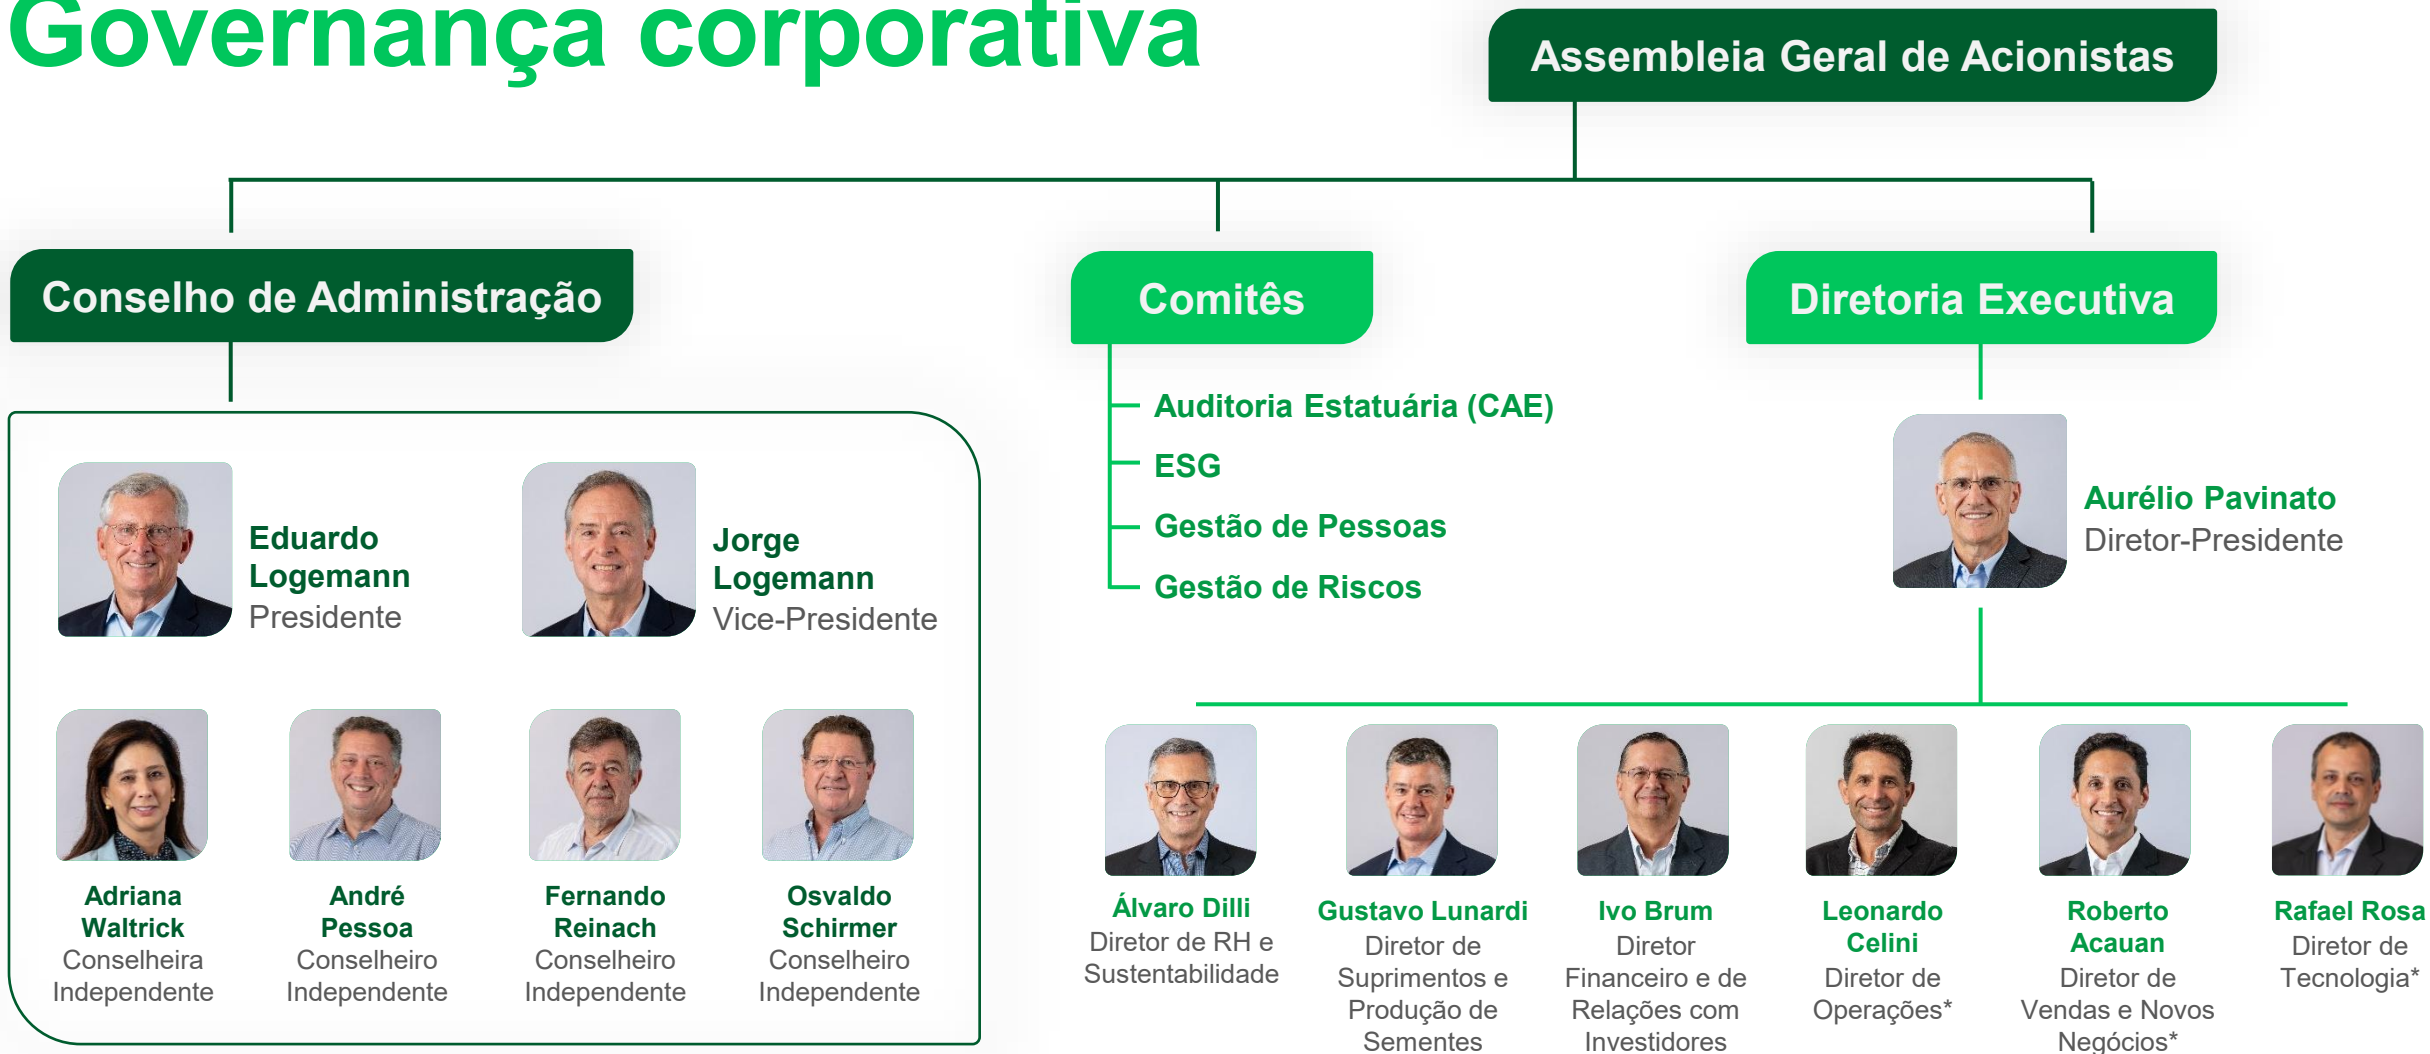 Governança corporativa
Assembleia Geral de Acionistas
Conselho de Administração
Comitês
Diretoria Executiva
Eduardo
Logemann
Presidente
Jorge
Logemann
Vice-Presidente
Adriana
Waltrick
Conselheira
Independente
André
Pessoa
Conselheiro
Independente
Fernando
Reinach
Conselheiro
Independente
Osvaldo
Schirmer
Conselheiro
Independente
Auditoria Estatuária (CAE)
ESG
Gestão de Pessoas
Gestão de Riscos
Aurélio Pavinato
Diretor-Presidente
Álvaro Dilli
Diretor de RH e
Sustentabilidade
Gustavo Lunardi
Diretor de
Suprimentos e
Produção de
Sementes
Ivo Brum
Diretor
Financeiro e de
Relações com
Investidores
Leonardo
Celini
Diretor de
Operações*
Roberto
Acauan
Diretor de
Vendas e Novos
Negócios*
Rafael Rosa
Diretor de
Tecnologia*